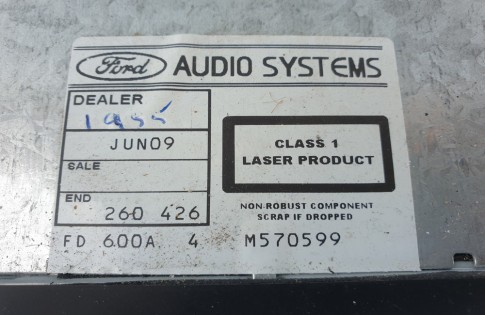 Ford AUDIO SYSTEMS
DEALER
1985
JUN09
SALE
END
260 426
FD 600A 4 M570599
CLASS 1
LASER PRODUCT
NON-ROBUST COMPONENT
SCRAP IF DROPPED